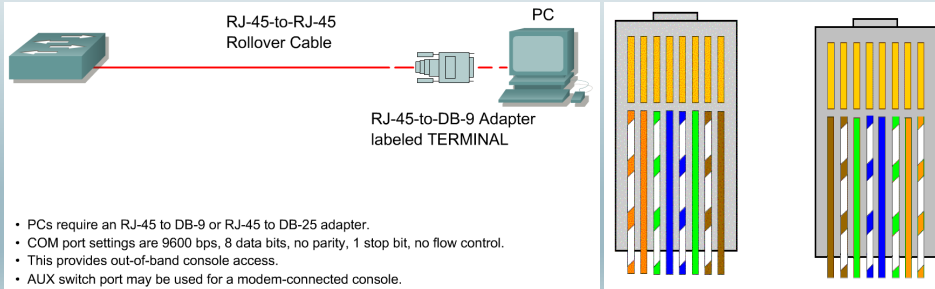 RJ-45-to-RJ-45
Rollover Cable
PC
RJ-45-to-DB-9 Adapter
labeled TERMINAL
• PCs require an RJ-45 to DB-9 or RJ-45 to DB-25 adapter.
• COM port settings are 9600 bps, 8 data bits, no parity, 1 stop bit, no flow control.
• This provides out-of-band console access.
• AUX switch port may be used for a modem-connected console.